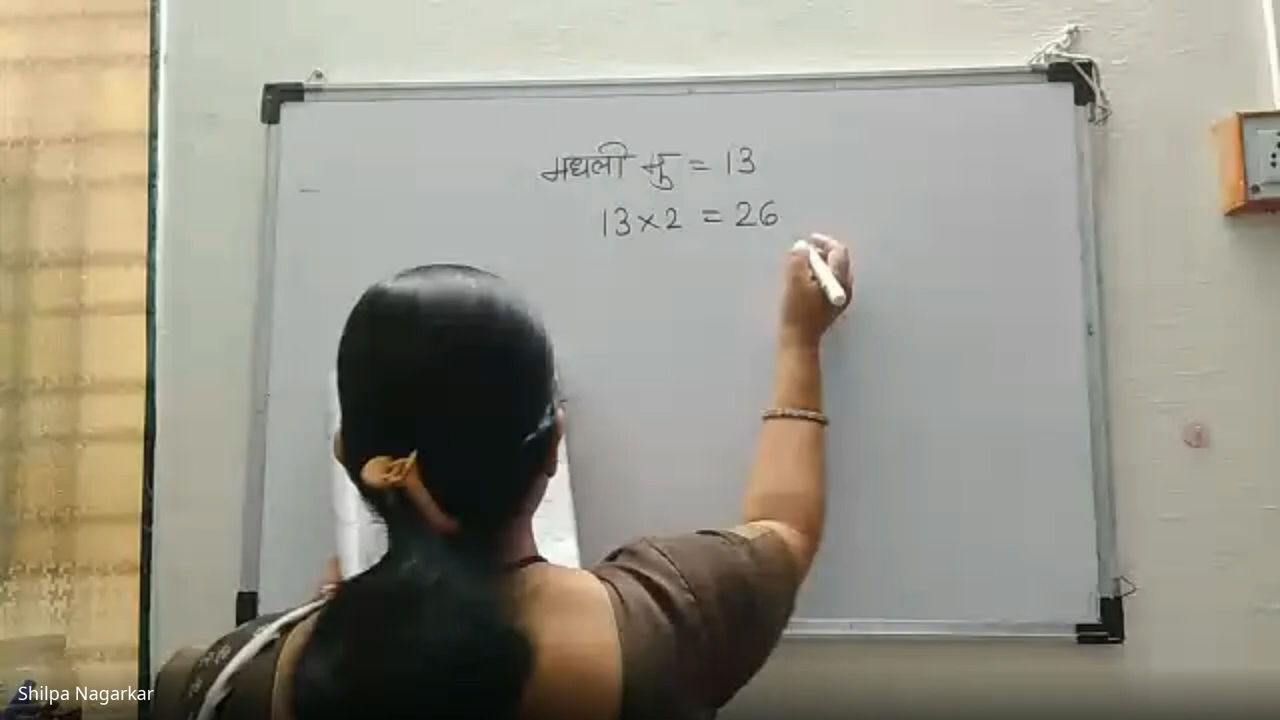 मधली सं = 13
13 × 2 = 26
Shilpa Nagarkar